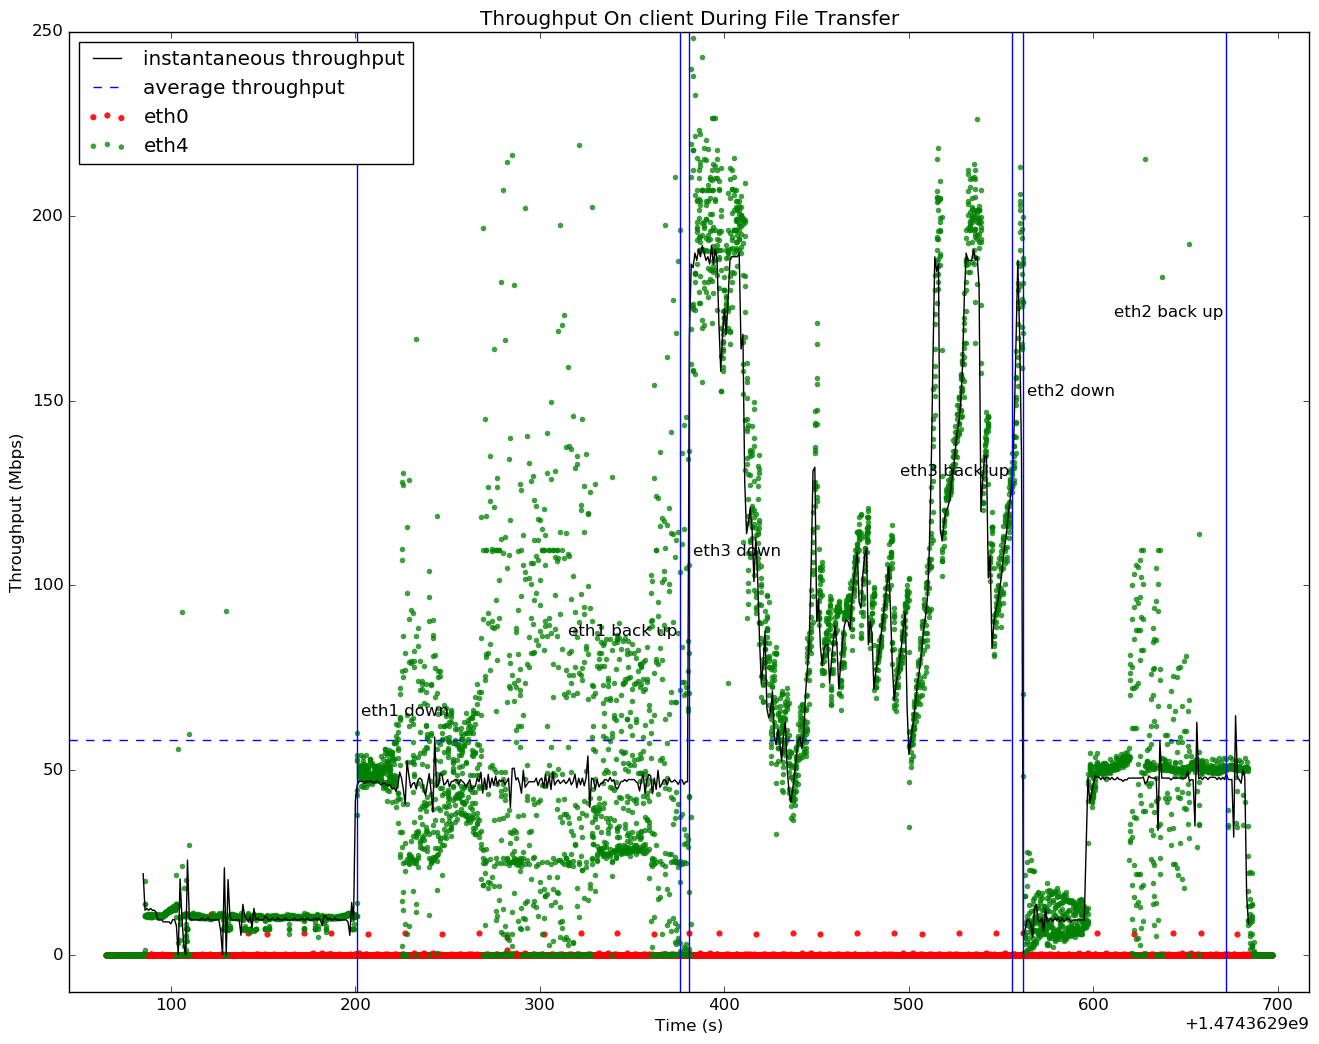 Throughput On client During File Transfer
250
200
150
100
50
0
Throughput (Mbps)
instantaneous throughput
average throughput
eth0
eth4
eth2 back up
eth2 down
eth3 back up
eth3 down
eth1 back up
eth1 down
100 200 300 400 500 600 700
Time (s)
+1.4743629e9